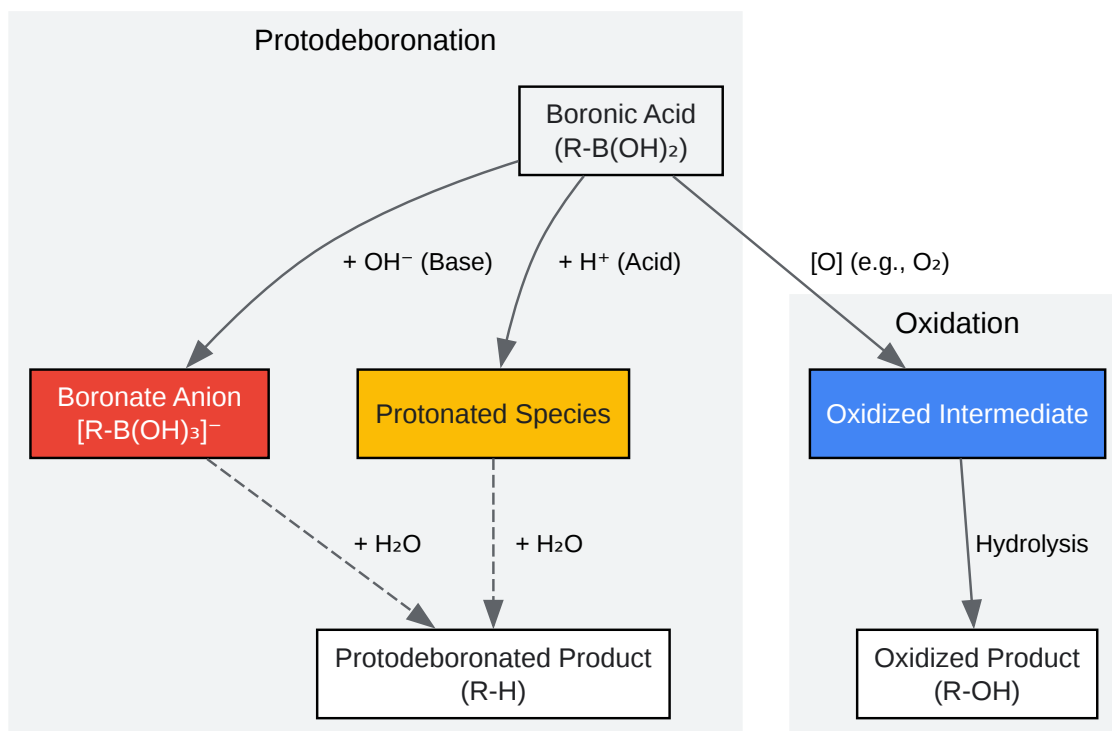 Protodeboronation
Boronic Acid
(R-B(OH)₂)
+ OH⁻ (Base)
+ H⁺ (Acid)
[O] (e.g., O₂)
Oxidation
Boronate Anion
[R-B(OH)₃]⁻
Protonated Species
Oxidized Intermediate
+ H₂O
+ H₂O
Hydrolysis
Protodeboronated Product
(R-H)
Oxidized Product
(R-OH)